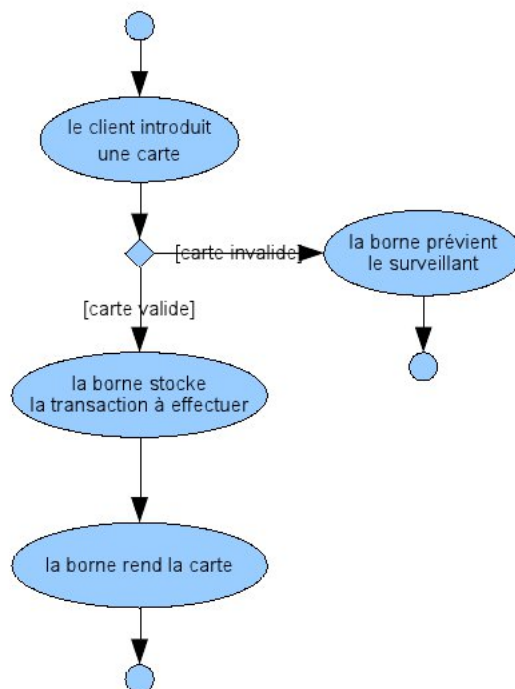 le client introduit
une carte
[carte invalide]
la borne prévient
le surveillant
[carte valide]
la borne stocke
la transaction à effectuer
la borne rend la carte